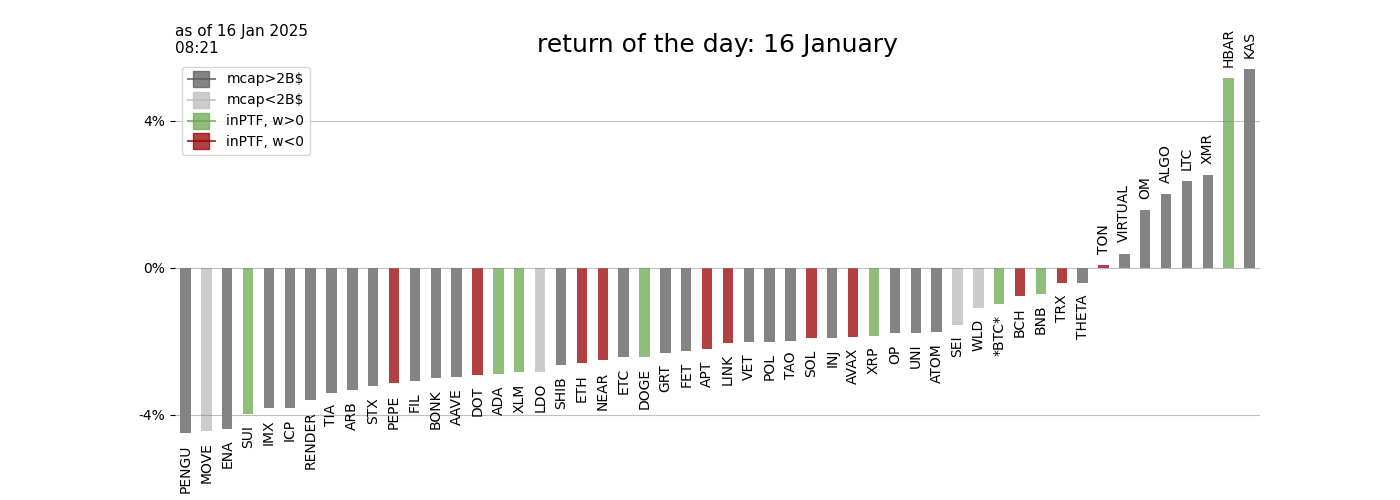 as of 16 Jan 2025
08:21
return of the day: 16 January
mcap>2B$
mcap<2B$
inPTF, w>0
inPTF, w<0
4%
0%
-4%
PENGU
MOVE
ENA
SUI
IMX
ICP
RENDER
TIA
ARB
STX
PEPE
FIL
BONK
AAVE
DOT
ADA
XLM
LDO
SHIB
ETH
NEAR
ETC
DOGE
GRT
FET
APT
LINK
VET
POL
TAO
SOL
INJ
AVAX
XRP
OP
UNI
ATOM
SEI
WLD
*BTC*
BCH
BNB
TRX
THETA
TON
VIRTUAL
OM
ALGO
LTC
XMR
HBAR
KAS